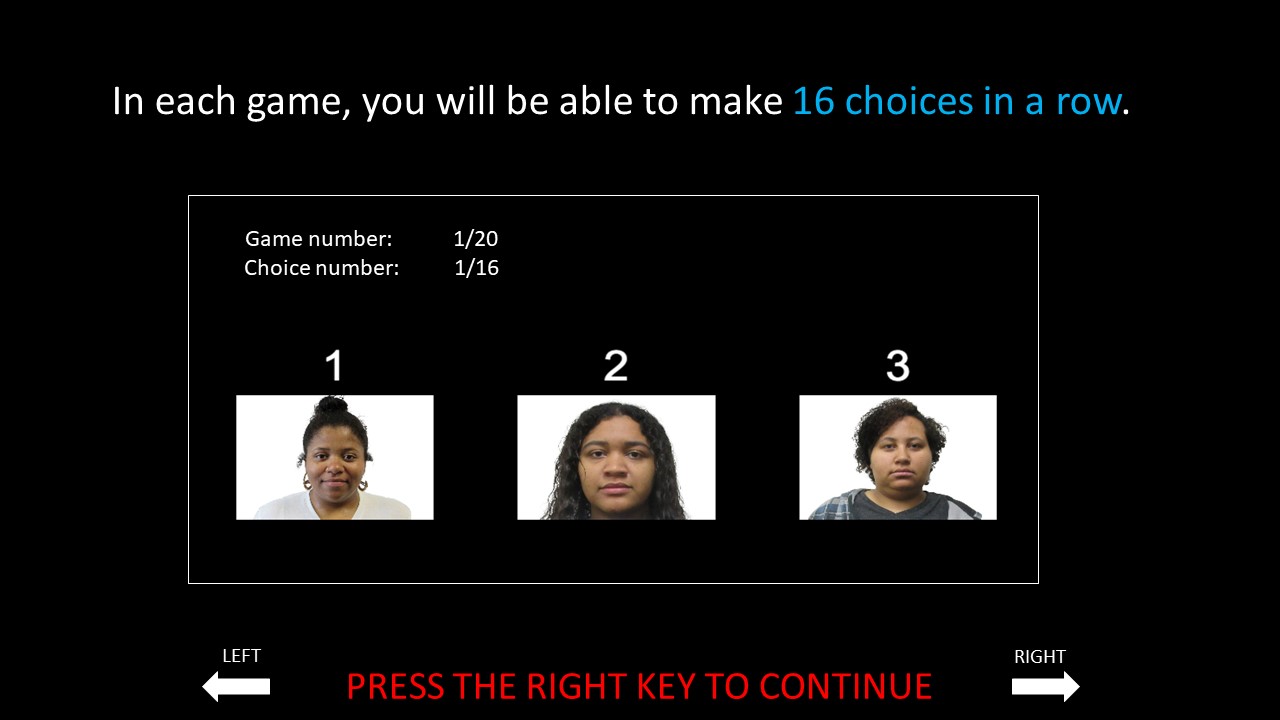 In each game, you will be able to make 16 choices in a row.
Game number: 1/20
Choice number: 1/16
1 2 3
LEFT RIGHT
PRESS THE RIGHT KEY TO CONTINUE